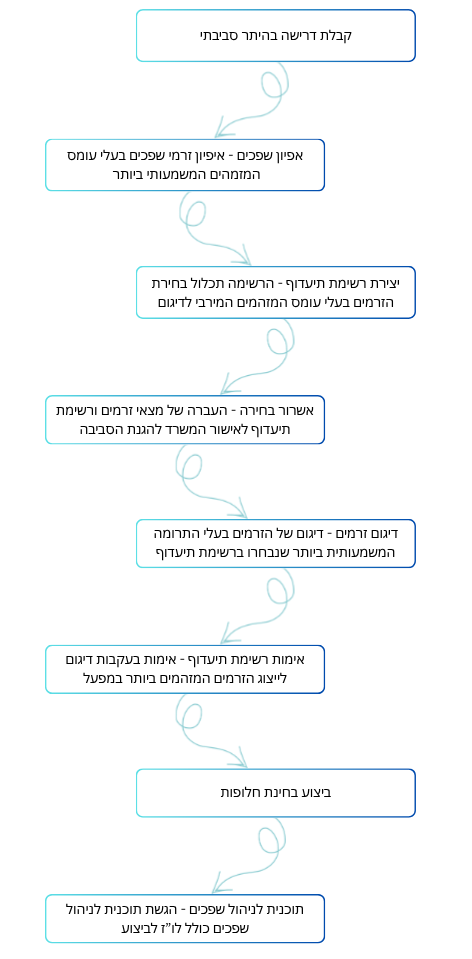 קבלת דרישה בהיתר סביבתי
אפיון שפכים - איפיון זרמי שפכים בעלי עומס
המזמהים המשמעותי ביותר
יצירת רשימת תיעדוף - הרשימה תכלול בחירת
הזרמים בעלי עומס המזהמים המירבי לדיגום
אשרור בחירה - העברה של מצאי זרמים ורשימת
תיעדוף לאישור המשרד להגנת הסביבה
דיגום זרמים - דיגום של הזרמים בעלי התרומה
המשמעותית ביותר שנבחרו ברשימת תיעדוף
אימות רשימת תיעדוף - אימות בעקבות דיגום
לייצוג הזרמים המזהמים ביותר במפעל
ביצוע בחינת חלופות
תוכנית לניהול שפכים - הגשת תוכנית לניהול
שפכים כולל לו"ז לביצוע